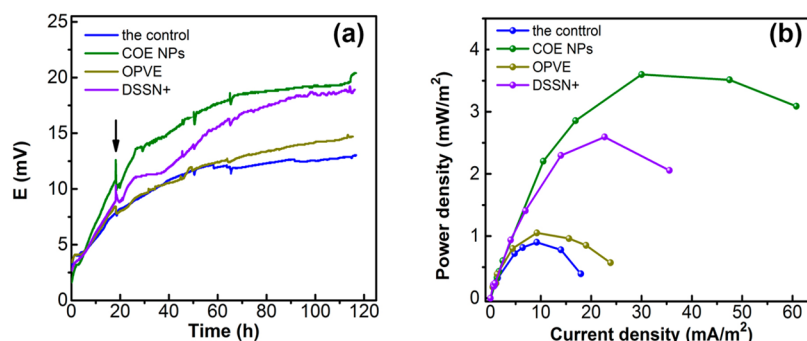 (a)
the conttrol
COE NPs
OPVE
DSSN+
E (mV)
25
20
15
10
5
0
0 20 40 60 80 100 120
Time (h)
(b)
the conttrol
COE NPs
OPVE
DSSN+
Power density (mW/m²)
4
3
2
1
0
0 10 20 30 40 50 60
Current density (mA/m²)